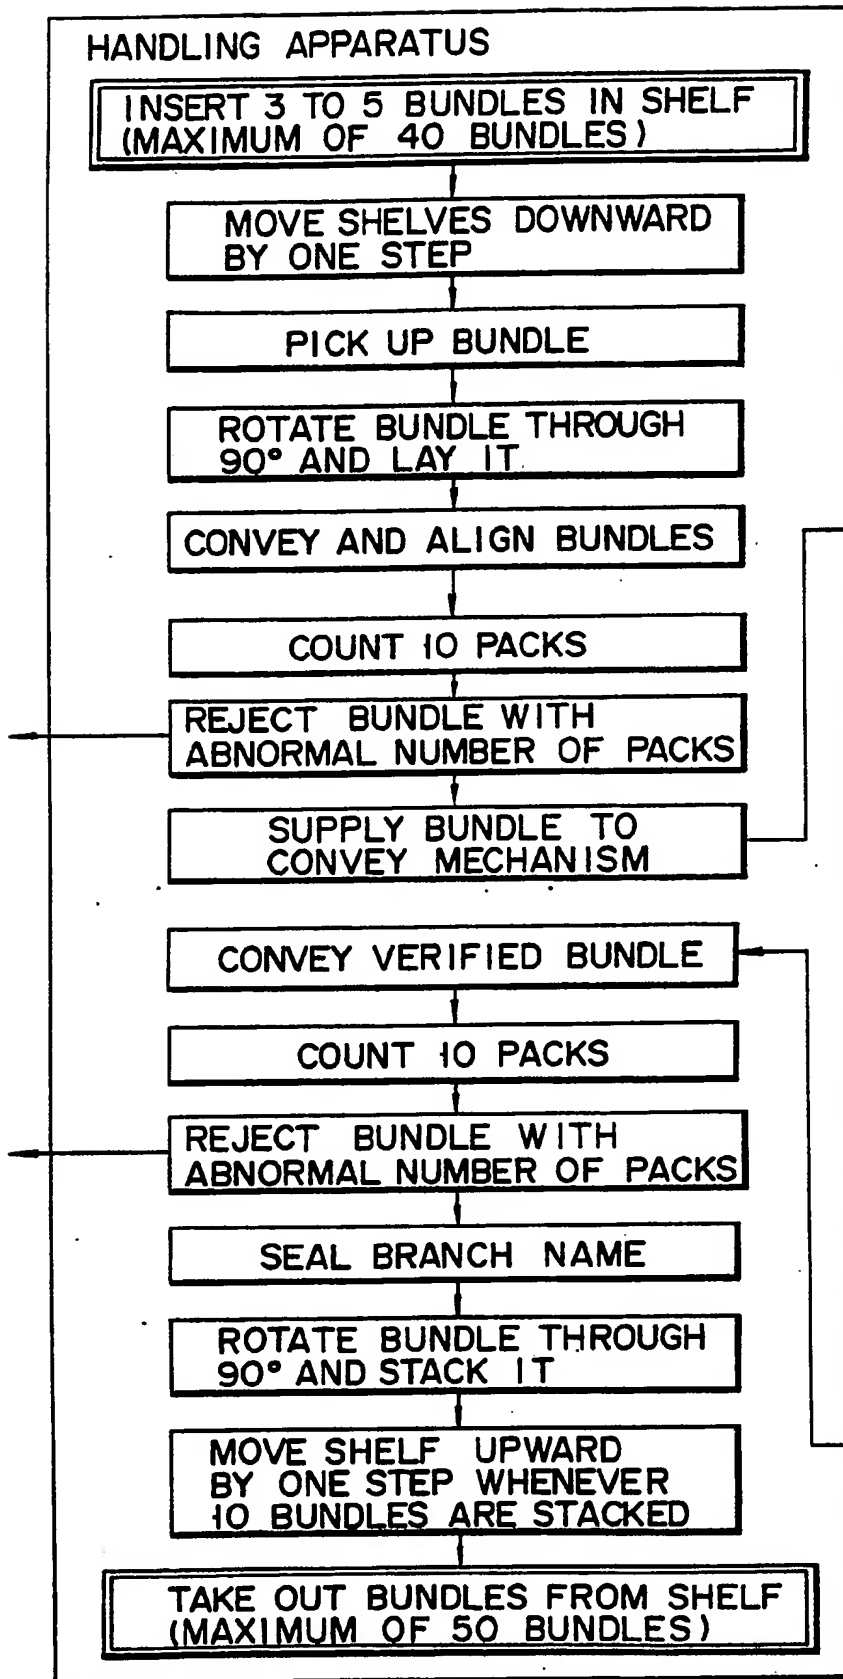 HANDLING APPARATUS
INSERT 3 TO 5 BUNDLES IN SHELF
(MAXIMUM OF 40 BUNDLES)
MOVE SHELVES DOWNWARD
BY ONE STEP
PICK UP BUNDLE
ROTATE BUNDLE THROUGH
90° AND LAY IT
CONVEY AND ALIGN BUNDLES
COUNT 10 PACKS
REJECT BUNDLE WITH
ABNORMAL NUMBER OF PACKS
SUPPLY BUNDLE TO
CONVEY MECHANISM
CONVEY VERIFIED BUNDLE
COUNT 10 PACKS
REJECT BUNDLE WITH
ABNORMAL NUMBER OF PACKS
SEAL BRANCH NAME
ROTATE BUNDLE THROUGH
90° AND STACK IT
MOVE SHELF UPWARD
BY ONE STEP WHENEVER
10 BUNDLES ARE STACKED
TAKE OUT BUNDLES FROM SHELF
(MAXIMUM OF 50 BUNDLES)